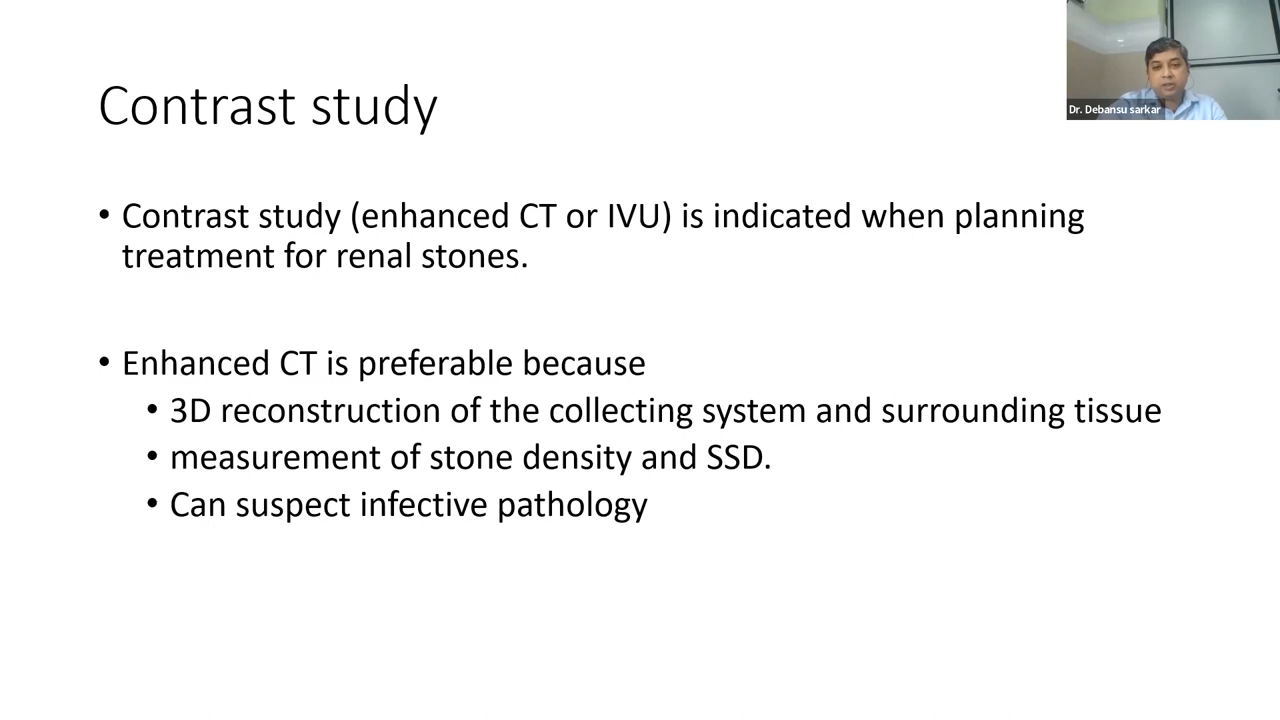 Contrast study
Dr. Debansu sarkar
• Contrast study (enhanced CT or IVU) is indicated when planning
treatment for renal stones.
• Enhanced CT is preferable because
• 3D reconstruction of the collecting system and surrounding tissue
• measurement of stone density and SSD.
• Can suspect infective pathology